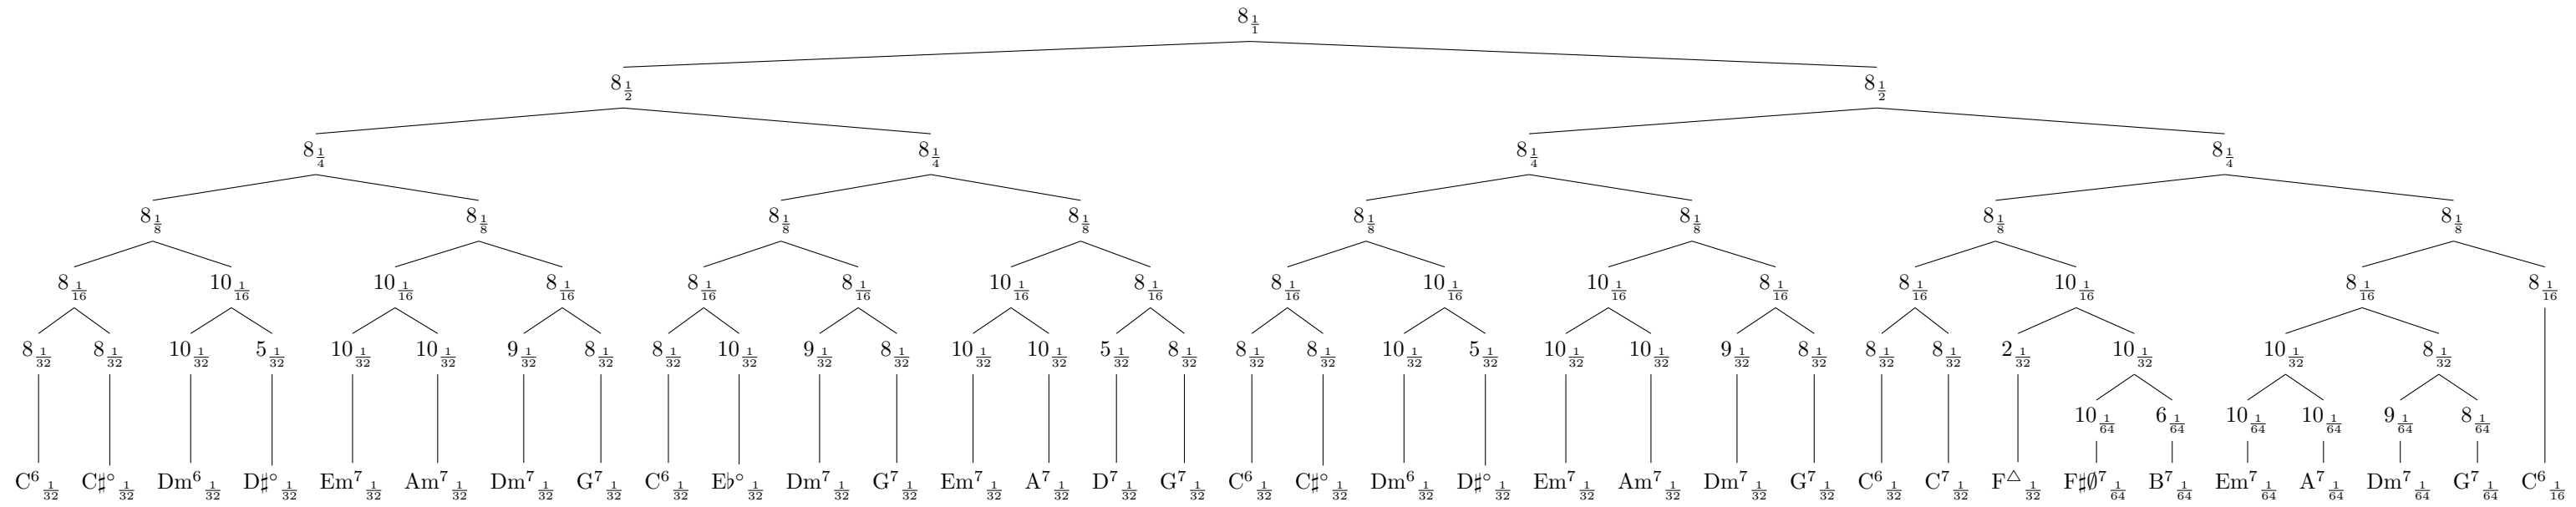 8 1/1
8 1/2 8 1/2
8 1/4 8 1/4 8 1/4 8 1/4
8 1/8 8 1/8 8 1/8 8 1/8 8 1/8 8 1/8 8 1/8 8 1/8
8 1/16 10 1/16 10 1/16 8 1/16 8 1/16 8 1/16 10 1/16 8 1/16 8 1/16 10 1/16 10 1/16 8 1/16 8 1/16 10 1/16 8 1/16 8 1/16
8 1/32 8 1/32 10 1/32 5 1/32 10 1/32 10 1/32 9 1/32 8 1/32 8 1/32 10 1/32 9 1/32 8 1/32 10 1/32 10 1/32 5 1/32 8 1/32 8 1/32 8 1/32 10 1/32 5 1/32 10 1/32 10 1/32 9 1/32 8 1/32 8 1/32 8 1/32 2 1/32 10 1/32 10 1/32 8 1/32
10 1/64 6 1/64 10 1/64 10 1/64 9 1/64 8 1/64
C⁶ 1/32 C♯° 1/32 Dm⁶ 1/32 D♯° 1/32 Em⁷ 1/32 Am⁷ 1/32 Dm⁷ 1/32 G⁷ 1/32 C⁶ 1/32 E♭° 1/32 Dm⁷ 1/32 G⁷ 1/32 Em⁷ 1/32 A⁷ 1/32 D⁷ 1/32 G⁷ 1/32 C⁶ 1/32 C♯° 1/32 Dm⁶ 1/32 D♯° 1/32 Em⁷ 1/32 Am⁷ 1/32 Dm⁷ 1/32 G⁷ 1/32 C⁶ 1/32 C⁷ 1/32 F△ 1/32 F♯∅⁷ 1/64 B⁷ 1/64 Em⁷ 1/64 A⁷ 1/64 Dm⁷ 1/64 G⁷ 1/64 C⁶ 1/16